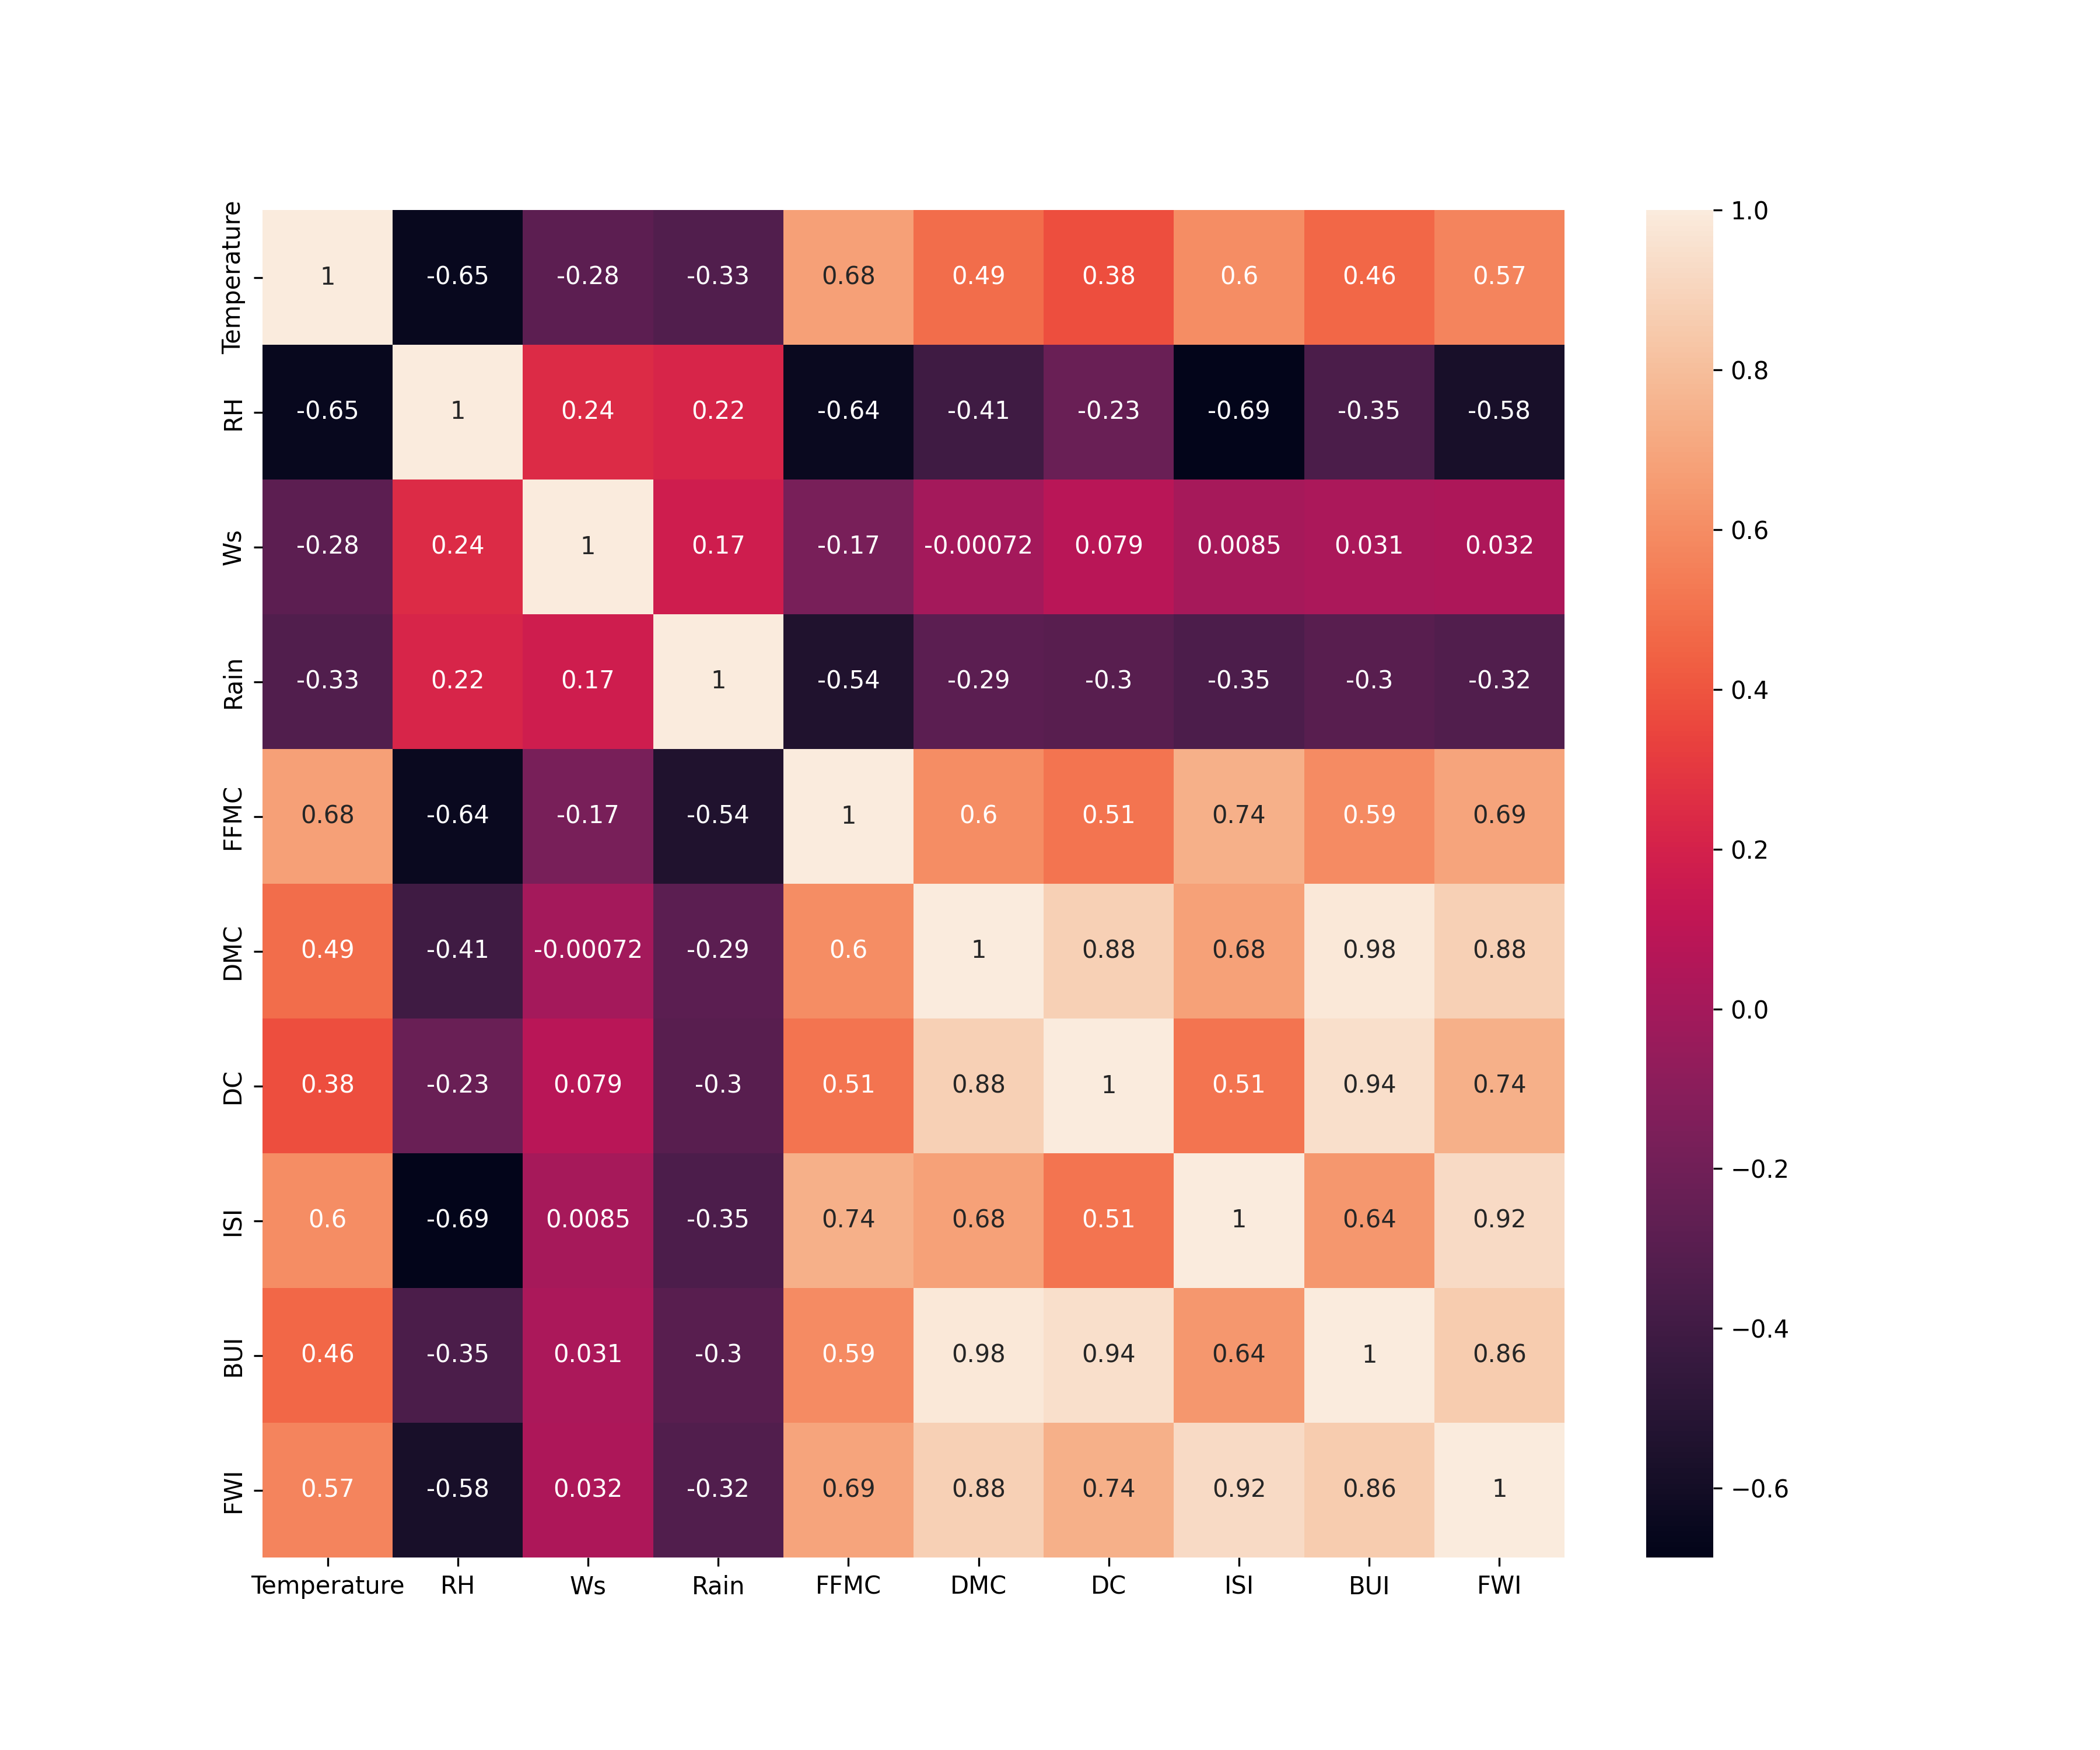 Temperature 1 -0.65 -0.28 -0.33 0.68 0.49 0.38 0.6 0.46 0.57
RH -0.65 1 0.24 0.22 -0.64 -0.41 -0.23 -0.69 -0.35 -0.58
Ws -0.28 0.24 1 0.17 -0.17 -0.00072 0.079 0.0085 0.031 0.032
Rain -0.33 0.22 0.17 1 -0.54 -0.29 -0.3 -0.35 -0.3 -0.32
FFMC 0.68 -0.64 -0.17 -0.54 1 0.6 0.51 0.74 0.59 0.69
DMC 0.49 -0.41 -0.00072 -0.29 0.6 1 0.88 0.68 0.98 0.88
DC 0.38 -0.23 0.079 -0.3 0.51 0.88 1 0.51 0.94 0.74
ISI 0.6 -0.69 0.0085 -0.35 0.74 0.68 0.51 1 0.64 0.92
BUI 0.46 -0.35 0.031 -0.3 0.59 0.98 0.94 0.64 1 0.86
FWI 0.57 -0.58 0.032 -0.32 0.69 0.88 0.74 0.92 0.86 1
Temperature RH Ws Rain FFMC DMC DC ISI BUI FWI
1.0
0.8
0.6
0.4
0.2
0.0
−0.2
−0.4
−0.6